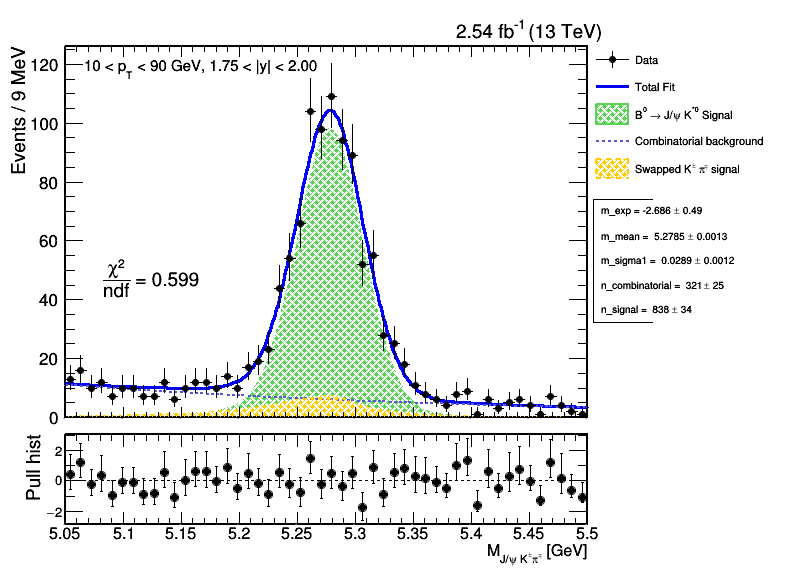 2.54 fb⁻¹ (13 TeV)
Events / 9 MeV
120
100
80
60
40
20
0
10 < p_T < 90 GeV, 1.75 < |y| < 2.00
χ²
ndf = 0.599
Data
Total Fit
B⁰ → J/ψ K*⁰ Signal
Combinatorial background
Swapped K± π∓ signal
m_exp = -2.686 ± 0.49
m_mean = 5.2785 ± 0.0013
m_sigma1 = 0.0289 ± 0.0012
n_combinatorial = 321 ± 25
n_signal = 838 ± 34
Pull hist
2
0
−2
5.05 5.1 5.15 5.2 5.25 5.3 5.35 5.4 5.45 5.5
M_J/ψ K±π∓ [GeV]